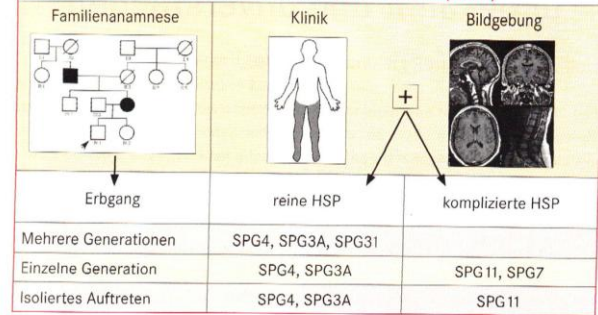 Familienanamnese Klinik Bildgebung
+
Erbgang reine HSP komplizierte HSP
Mehrere Generationen SPG4, SPG3A, SPG31
Einzelne Generation SPG4, SPG3A SPG11, SPG7
Isoliertes Auftreten SPG4, SPG3A SPG11